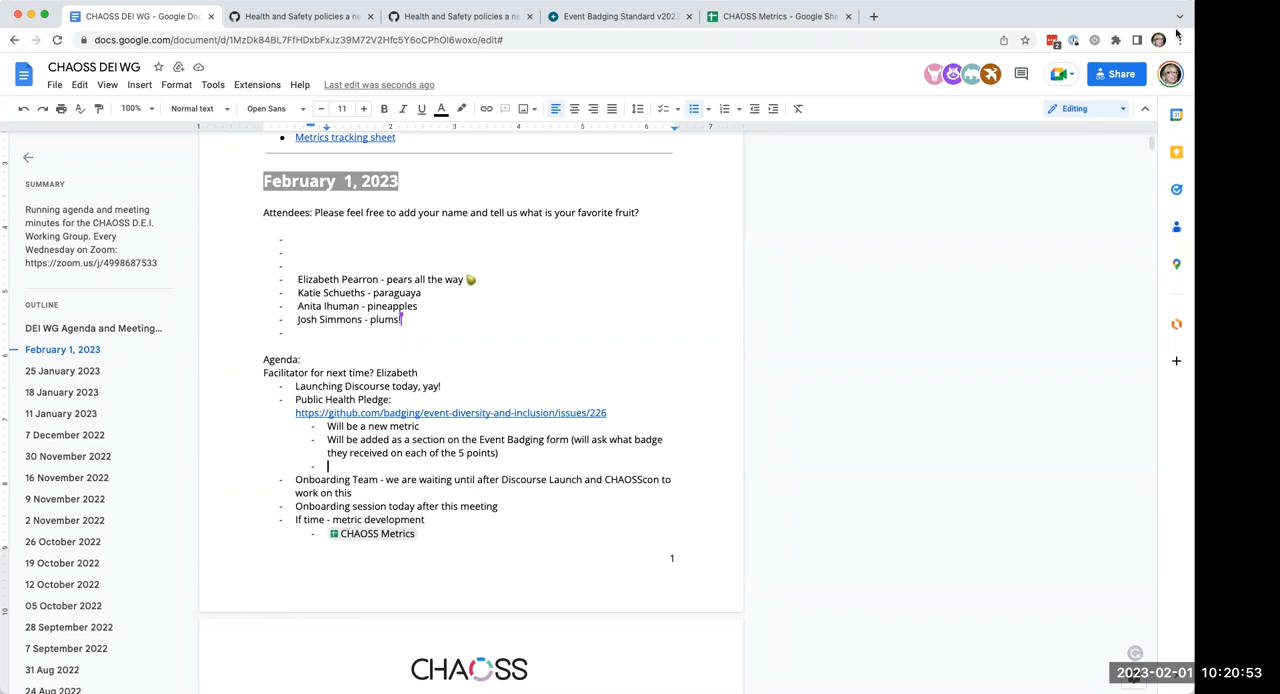 CHAOSS DEI WG - Google Doc
Health and Safety policies a ne
Health and Safety policies a ne
Event Badging Standard v2023
CHAOSS Metrics - Google She
docs.google.com/document/d/1MzDk84BL7FfHDxbFxJz39M72V2Hfc5Y6oCPhOl6woxo/edit#
2
CHAOSS DEI WG
File Edit View Insert Format Tools Extensions Help Last edit was seconds ago
Share
100% Normal text Open Sans 11 B I U A
Editing
1 1 2 3 4 5 6 7
Metrics tracking sheet
SUMMARY
Running agenda and meeting
minutes for the CHAOSS D.E.I.
Working Group. Every
Wednesday on Zoom:
https://zoom.us/j/4998687533
OUTLINE
DEI WG Agenda and Meeting...
February 1, 2023
25 January 2023
18 January 2023
11 January 2023
7 December 2022
30 November 2022
16 November 2022
9 November 2022
2 November 2022
26 October 2022
19 October 2022
12 October 2022
05 October 2022
28 September 2022
7 September 2022
31 Aug 2022
24 Aug 2022
February 1, 2023
Attendees: Please feel free to add your name and tell us what is your favorite fruit?
-
-
-
- Elizabeth Pearron - pears all the way 🍐
- Katie Schueths - paraguaya
- Anita Ihuman - pineapples
- Josh Simmons - plums!
-
Agenda:
Facilitator for next time? Elizabeth
- Launching Discourse today, yay!
- Public Health Pledge:
https://github.com/badging/event-diversity-and-inclusion/issues/226
- Will be a new metric
- Will be added as a section on the Event Badging form (will ask what badge
they received on each of the 5 points)
-
- Onboarding Team - we are waiting until after Discourse Launch and CHAOSScon to
work on this
- Onboarding session today after this meeting
- If time - metric development
- CHAOSS Metrics
1
CHAOSS
2023-02-01 10:20:53